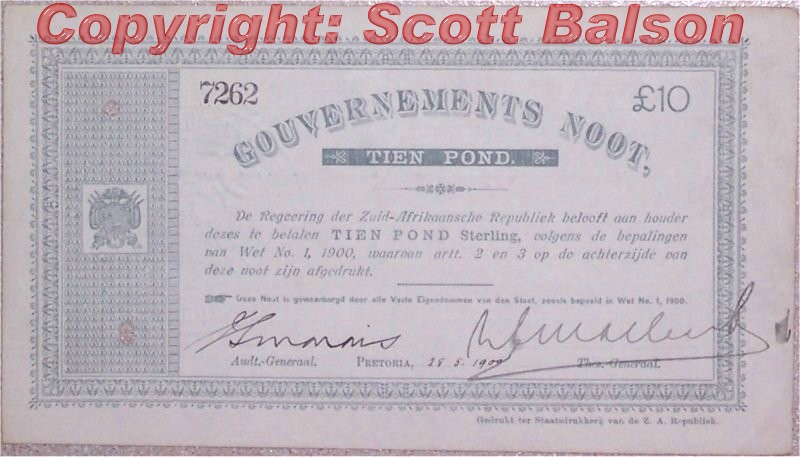 Copyright: Scott Balson
7262
£10
GOUVERNEMENTS NOOT,
TIEN POND.
De Regeering der Zuid-Afrikaansche Republiek belooft aan houder
dezes te betalen TIEN POND Sterling, volgens de bepalingen
van Wet No. 1, 1900, waarvan artt. 2 en 3 op de achterzijde van
deze noot zijn afgedrukt.
Deze Noot is gewaarborgd door alle Vaste Eigendommen van den Staat, zooals bepaald in Wet No. 1, 1900.
Audt.-Generaal. PRETORIA, 28. 5. 1900 Thes.-Generaal.
Gedrukt ter Staatsdrukkerij van de Z. A. Republiek.